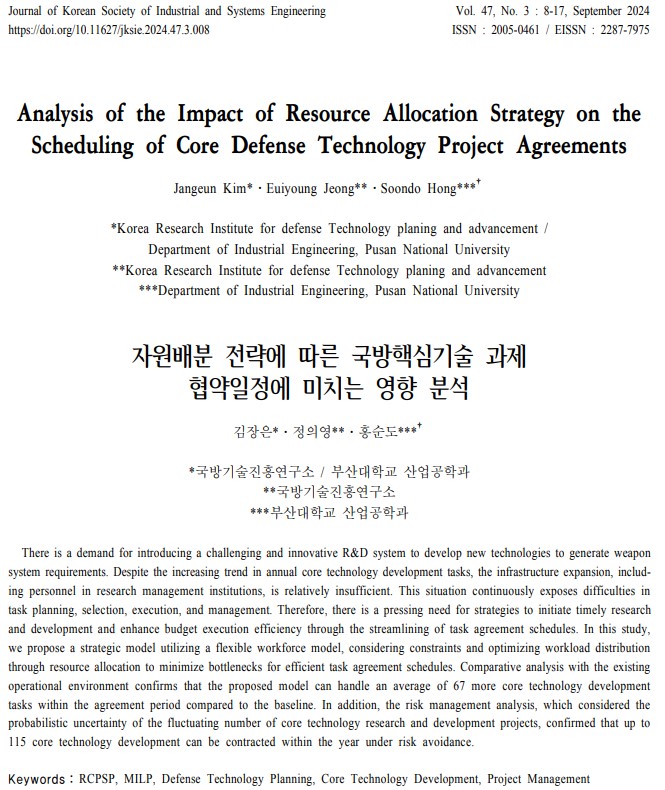 Journal of Korean Society of Industrial and Systems Engineering
Vol. 47, No. 3 : 8-17, September 2024
https://doi.org/10.11627/jksie.2024.47.3.008
ISSN : 2005-0461 / EISSN : 2287-7975
Analysis of the Impact of Resource Allocation Strategy on the
Scheduling of Core Defense Technology Project Agreements
Jangeun Kim*・Euiyoung Jeong**・Soondo Hong***†
*Korea Research Institute for defense Technology planing and advancement /
Department of Industrial Engineering, Pusan National University
**Korea Research Institute for defense Technology planing and advancement
***Department of Industrial Engineering, Pusan National University
자원배분 전략에 따른 국방핵심기술 과제
협약일정에 미치는 영향 분석
김장은*・정의영**・홍순도***†
*국방기술진흥연구소 / 부산대학교 산업공학과
**국방기술진흥연구소
***부산대학교 산업공학과
There is a demand for introducing a challenging and innovative R&D system to develop new technologies to generate weapon
system requirements. Despite the increasing trend in annual core technology development tasks, the infrastructure expansion, includ-
ing personnel in research management institutions, is relatively insufficient. This situation continuously exposes difficulties in
task planning, selection, execution, and management. Therefore, there is a pressing need for strategies to initiate timely research
and development and enhance budget execution efficiency through the streamlining of task agreement schedules. In this study,
we propose a strategic model utilizing a flexible workforce model, considering constraints and optimizing workload distribution
through resource allocation to minimize bottlenecks for efficient task agreement schedules. Comparative analysis with the existing
operational environment confirms that the proposed model can handle an average of 67 more core technology development
tasks within the agreement period compared to the baseline. In addition, the risk management analysis, which considered the
probabilistic uncertainty of the fluctuating number of core technology research and development projects, confirmed that up to
115 core technology development can be contracted within the year under risk avoidance.
Keywords : RCPSP, MILP, Defense Technology Planning, Core Technology Development, Project Management